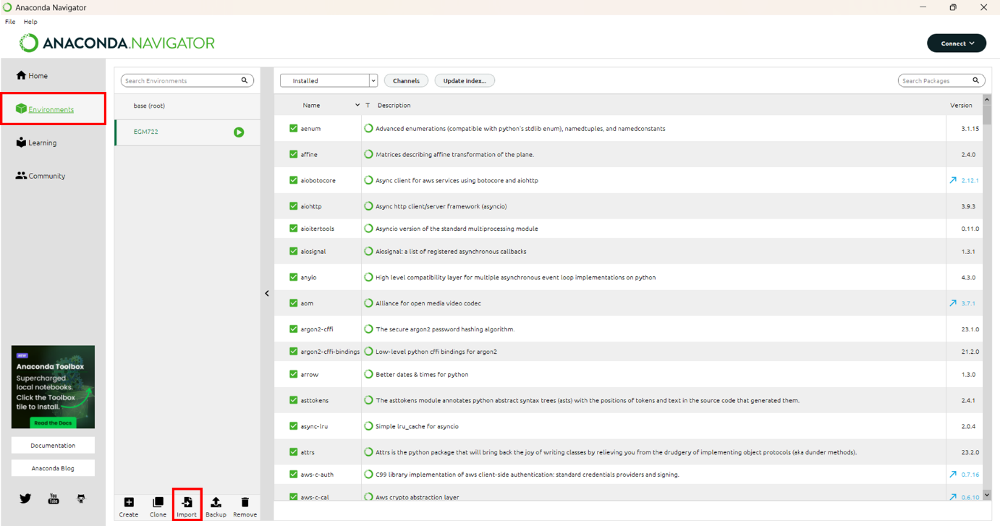 Anaconda Navigator
File Help
ANACONDA.NAVIGATOR
Connect
Home
Environments
Learning
Community
NEW
Anaconda Toolbox
Supercharged
local notebooks.
Click the Toolbox
tile to Install.
Read the Docs
Documentation
Anaconda Blog
You
Tube
Search Environments
base (root)
EGM722
Create Clone Import Backup Remove
Installed Channels Update index... Search Packages
Name T Description Version
aenum Advanced enumerations (compatible with python's stdlib enum), namedtuples, and namedconstants 3.1.15
affine Matrices describing affine transformation of the plane. 2.4.0
aiobotocore Async client for aws services using botocore and aiohttp 2.12.1
aiohttp Async http client/server framework (asyncio) 3.9.3
aioitertools Asyncio version of the standard multiprocessing module 0.11.0
aiosignal Aiosignal: a list of registered asynchronous callbacks 1.3.1
anyio High level compatibility layer for multiple asynchronous event loop implementations on python 4.3.0
aom Alliance for open media video codec 3.7.1
argon2-cffi The secure argon2 password hashing algorithm. 23.1.0
argon2-cffi-bindings Low-level python cffi bindings for argon2 21.2.0
arrow Better dates & times for python 1.3.0
asttokens The asttokens module annotates python abstract syntax trees (asts) with the positions of tokens and text in the source code that generated them. 2.4.1
async-lru Simple lru_cache for asyncio 2.0.4
attrs Attrs is the python package that will bring back the joy of writing classes by relieving you from the drudgery of implementing object protocols (aka dunder methods). 23.2.0
aws-c-auth C99 library implementation of aws client-side authentication: standard credentials providers and signing. 0.7.16
aws-c-cal Aws crypto abstraction layer 0.6.10